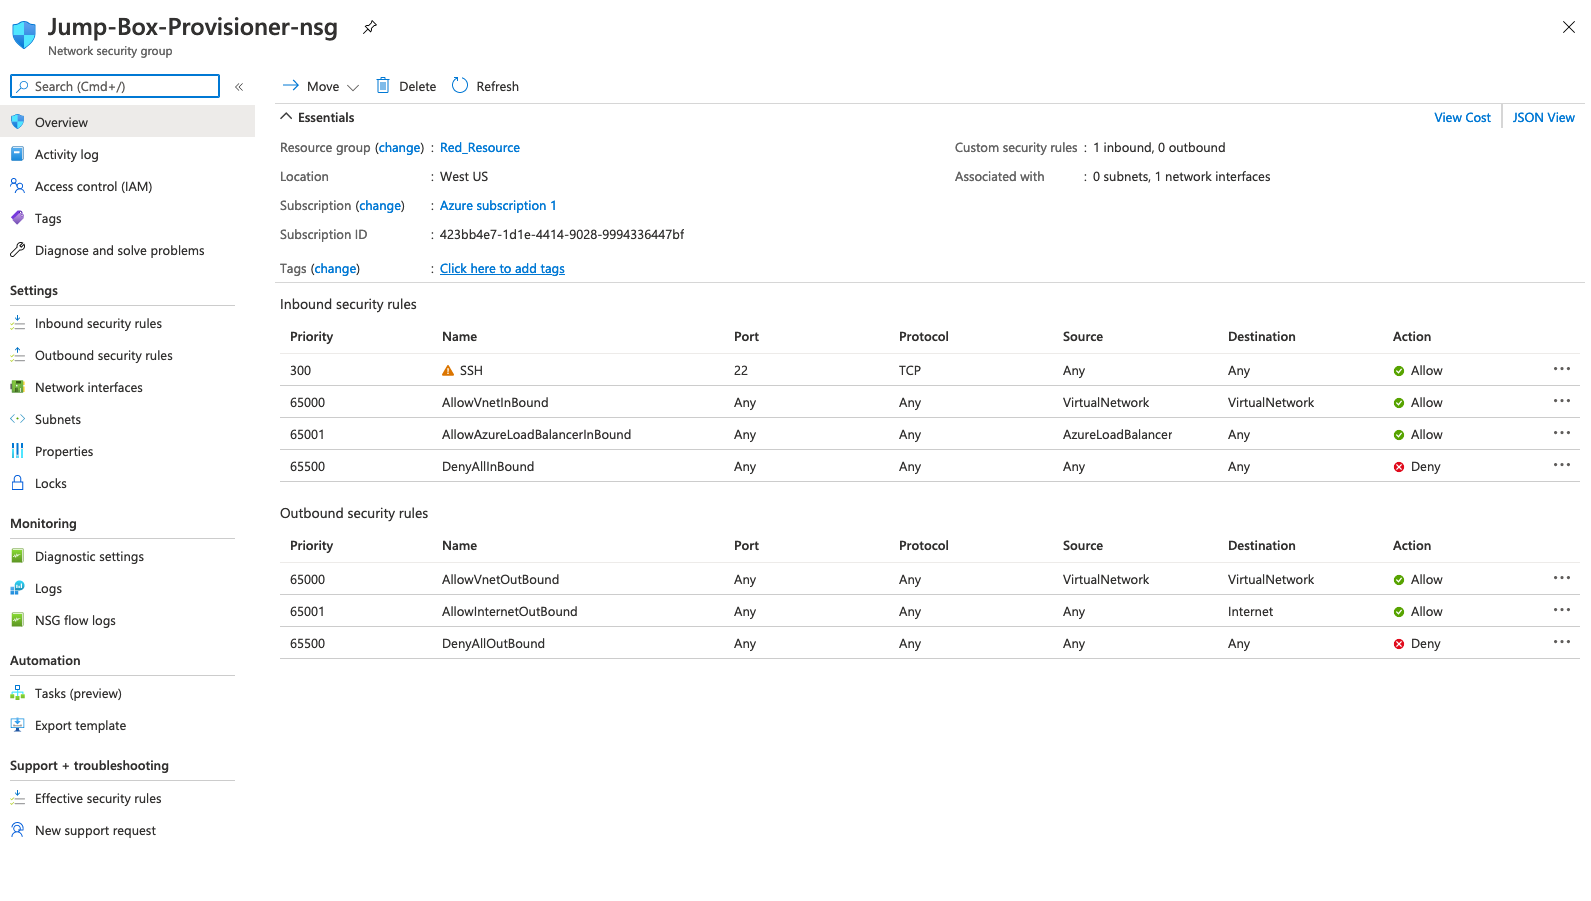 Jump-Box-Provisioner-nsg
Network security group
Search (Cmd+/)
«
Move
Delete
Refresh
Overview
Activity log
Access control (IAM)
Tags
Diagnose and solve problems
Settings
Inbound security rules
Outbound security rules
Network interfaces
Subnets
Properties
Locks
Monitoring
Diagnostic settings
Logs
NSG flow logs
Automation
Tasks (preview)
Export template
Support + troubleshooting
Effective security rules
New support request
Essentials
View Cost JSON View
Resource group (change) : Red_Resource
Location : West US
Subscription (change) : Azure subscription 1
Subscription ID : 423bb4e7-1d1e-4414-9028-9994336447bf
Tags (change) : Click here to add tags
Custom security rules : 1 inbound, 0 outbound
Associated with : 0 subnets, 1 network interfaces
Inbound security rules
Priority Name Port Protocol Source Destination Action
300 SSH 22 TCP Any Any Allow ...
65000 AllowVnetInBound Any Any VirtualNetwork VirtualNetwork Allow ...
65001 AllowAzureLoadBalancerInBound Any Any AzureLoadBalancer Any Allow ...
65500 DenyAllInBound Any Any Any Any Deny ...
Outbound security rules
Priority Name Port Protocol Source Destination Action
65000 AllowVnetOutBound Any Any VirtualNetwork VirtualNetwork Allow ...
65001 AllowInternetOutBound Any Any Any Internet Allow ...
65500 DenyAllOutBound Any Any Any Any Deny ...